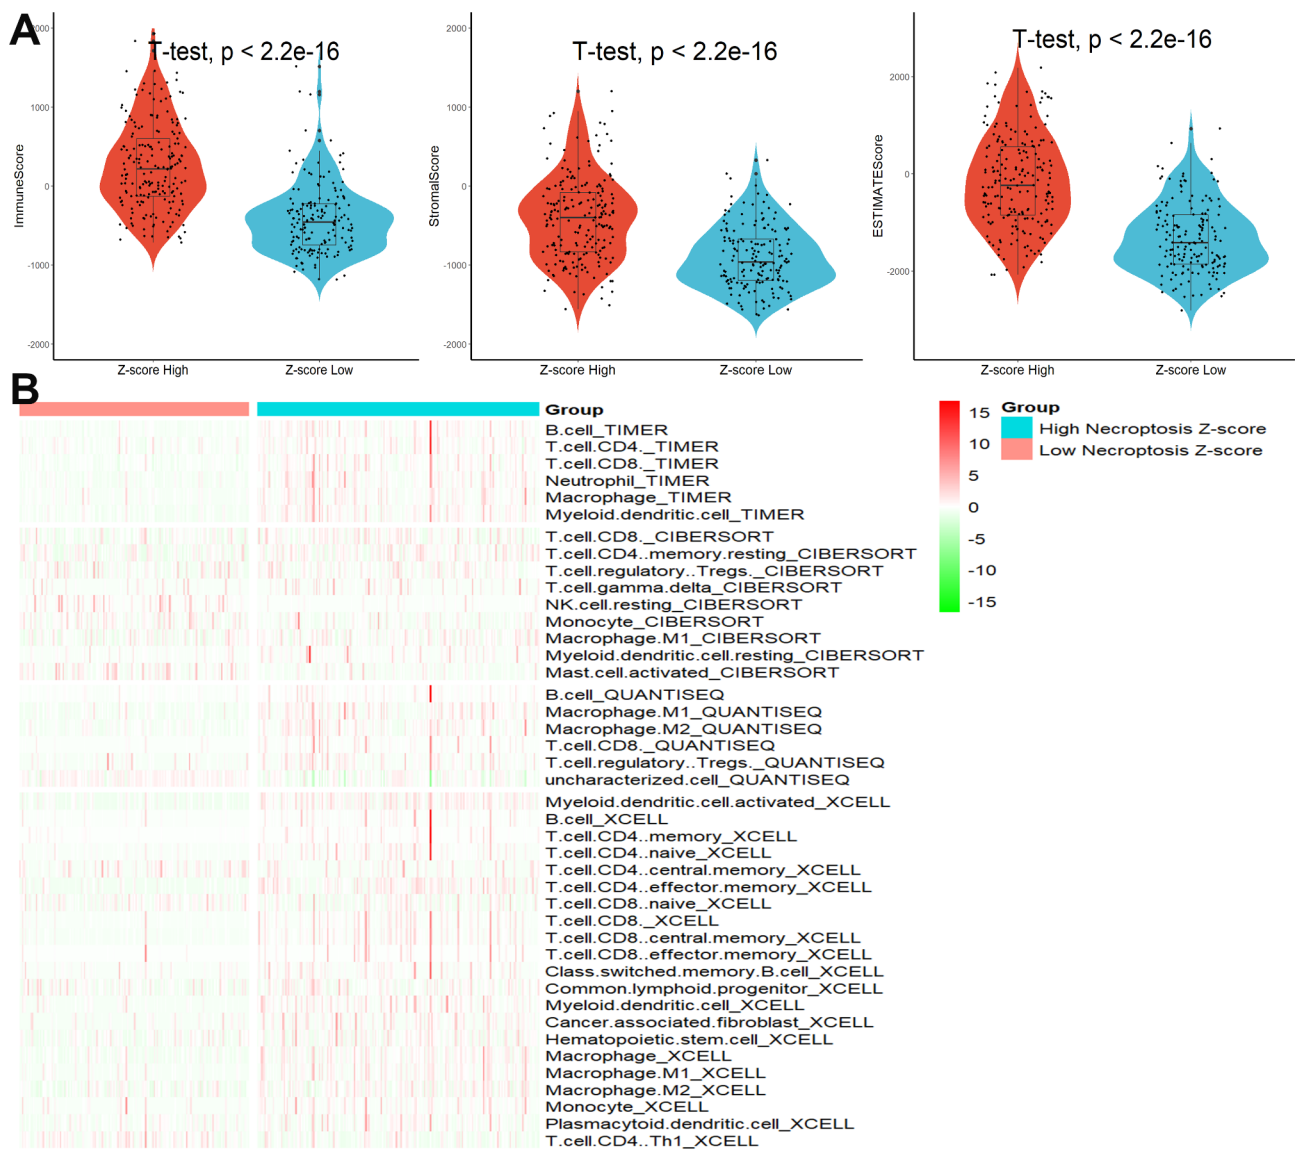 A
T-test, p < 2.2e-16
T-test, p < 2.2e-16
T-test, p < 2.2e-16
ImmuneScore
2000
1000
0
-1000
-2000
Z-score High
Z-score Low
StromalScore
2000
1000
0
-1000
-2000
Z-score High
Z-score Low
ESTIMATEScore
2000
0
-2000
Z-score High
Z-score Low
B
Group
B.cell_TIMER
T.cell.CD4._TIMER
T.cell.CD8._TIMER
Neutrophil_TIMER
Macrophage_TIMER
Myeloid.dendritic.cell_TIMER
T.cell.CD8._CIBERSORT
T.cell.CD4..memory.resting_CIBERSORT
T.cell.regulatory..Tregs._CIBERSORT
T.cell.gamma.delta_CIBERSORT
NK.cell.resting_CIBERSORT
Monocyte_CIBERSORT
Macrophage.M1_CIBERSORT
Myeloid.dendritic.cell.resting_CIBERSORT
Mast.cell.activated_CIBERSORT
B.cell_QUANTISEQ
Macrophage.M1_QUANTISEQ
Macrophage.M2_QUANTISEQ
T.cell.CD8._QUANTISEQ
T.cell.regulatory..Tregs._QUANTISEQ
uncharacterized.cell_QUANTISEQ
Myeloid.dendritic.cell.activated_XCELL
B.cell_XCELL
T.cell.CD4..memory_XCELL
T.cell.CD4..naive_XCELL
T.cell.CD4..central.memory_XCELL
T.cell.CD4..effector.memory_XCELL
T.cell.CD8..naive_XCELL
T.cell.CD8._XCELL
T.cell.CD8..central.memory_XCELL
T.cell.CD8..effector.memory_XCELL
Class.switched.memory.B.cell_XCELL
Common.lymphoid.progenitor_XCELL
Myeloid.dendritic.cell_XCELL
Cancer.associated.fibroblast_XCELL
Hematopoietic.stem.cell_XCELL
Macrophage_XCELL
Macrophage.M1_XCELL
Macrophage.M2_XCELL
Monocyte_XCELL
Plasmacytoid.dendritic.cell_XCELL
T.cell.CD4..Th1_XCELL
15
10
5
0
-5
-10
-15
Group
High Necroptosis Z-score
Low Necroptosis Z-score